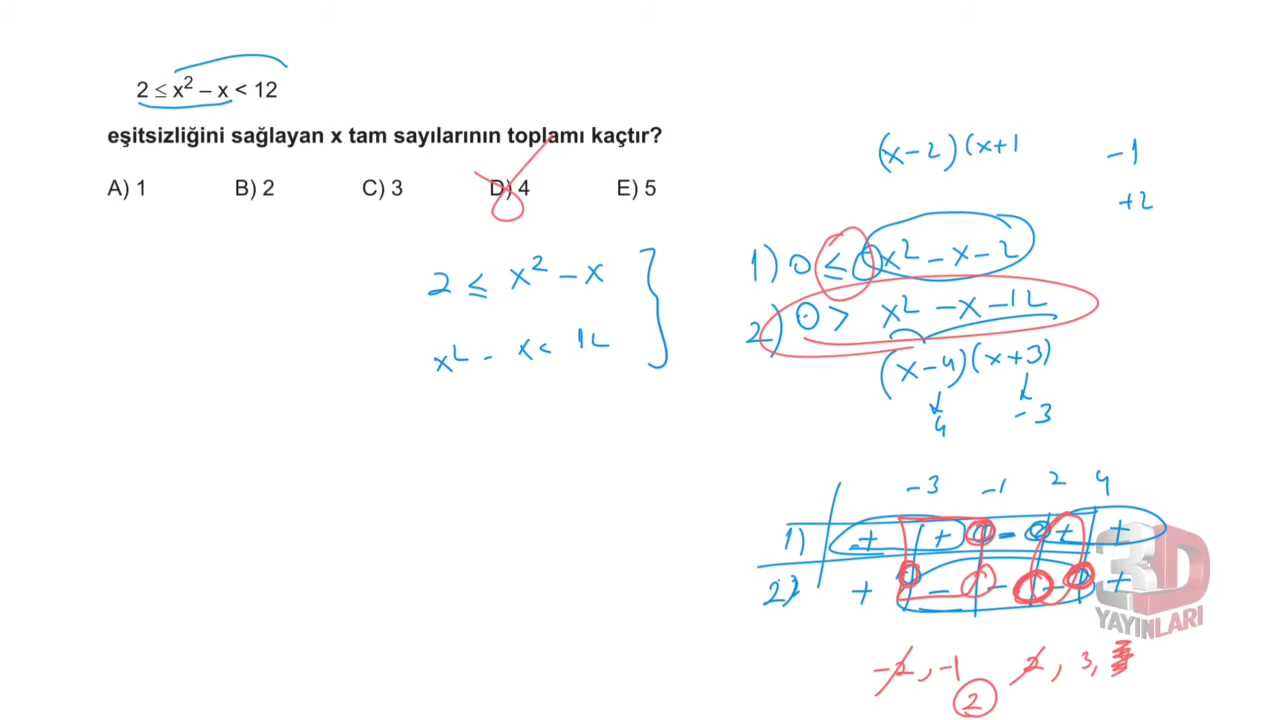 2 ≤ x² – x < 12
eşitsizliğini sağlayan x tam sayılarının toplamı kaçtır?
A) 1 B) 2 C) 3 D) 4 E) 5
2 ≤ x² – x
x² – x < 12
(x – 2)(x + 1
– 1
+2
1) 0 ≤ x² – x – 2
2) 0 > x² – x – 12
(x – 4)(x + 3)
4 – 3
– 3 – 1 2 4
1) + + – + +
2) + – – – +
3D
YAYINLARI
–2, –1 2, 3,
2